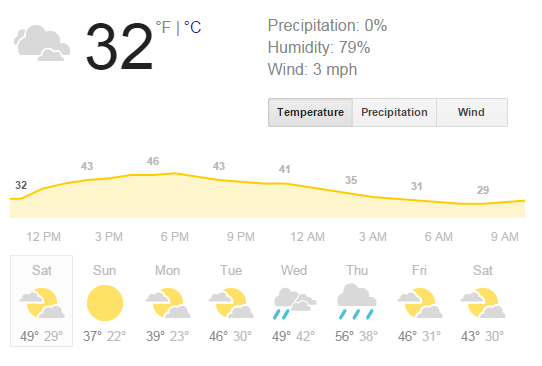 32 °F | °C
Precipitation: 0%
Humidity: 79%
Wind: 3 mph
Temperature Precipitation Wind
32 43 46 43 41 35 31 29
12 PM 3 PM 6 PM 9 PM 12 AM 3 AM 6 AM 9 AM
Sat Sun Mon Tue Wed Thu Fri Sat
49° 29° 37° 22° 39° 23° 46° 30° 49° 42° 56° 38° 46° 31° 43° 30°